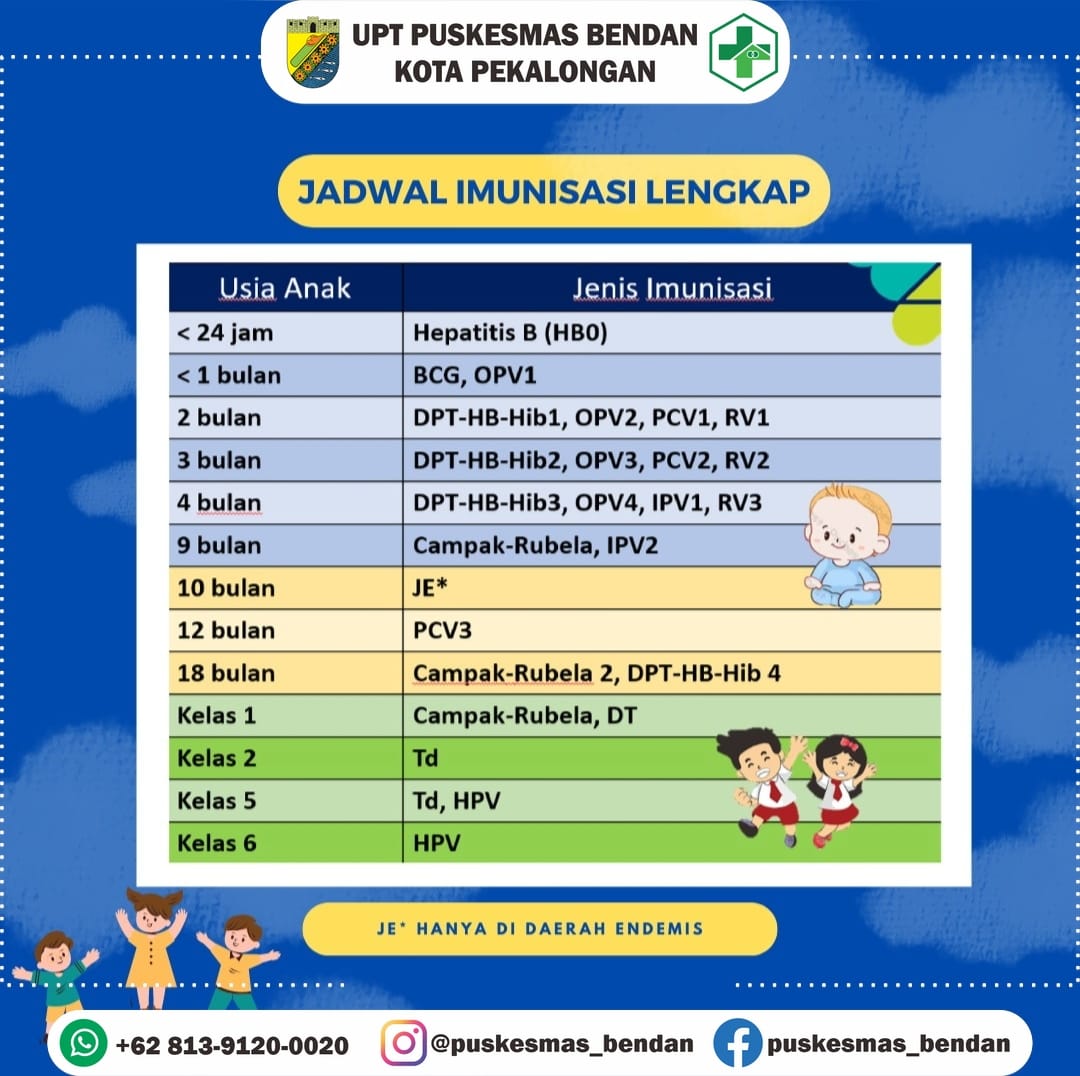 UPT PUSKESMAS BENDAN
KOTA PEKALONGAN
JADWAL IMUNISASI LENGKAP
Usia Anak Jenis Imunisasi
< 24 jam Hepatitis B (HB0)
< 1 bulan BCG, OPV1
2 bulan DPT-HB-Hib1, OPV2, PCV1, RV1
3 bulan DPT-HB-Hib2, OPV3, PCV2, RV2
4 bulan DPT-HB-Hib3, OPV4, IPV1, RV3
9 bulan Campak-Rubela, IPV2
10 bulan JE*
12 bulan PCV3
18 bulan Campak-Rubela 2, DPT-HB-Hib 4
Kelas 1 Campak-Rubela, DT
Kelas 2 Td
Kelas 5 Td, HPV
Kelas 6 HPV
JE* HANYA DI DAERAH ENDEMIS
+62 813-9120-0020 @puskesmas_bendan puskesmas_bendan